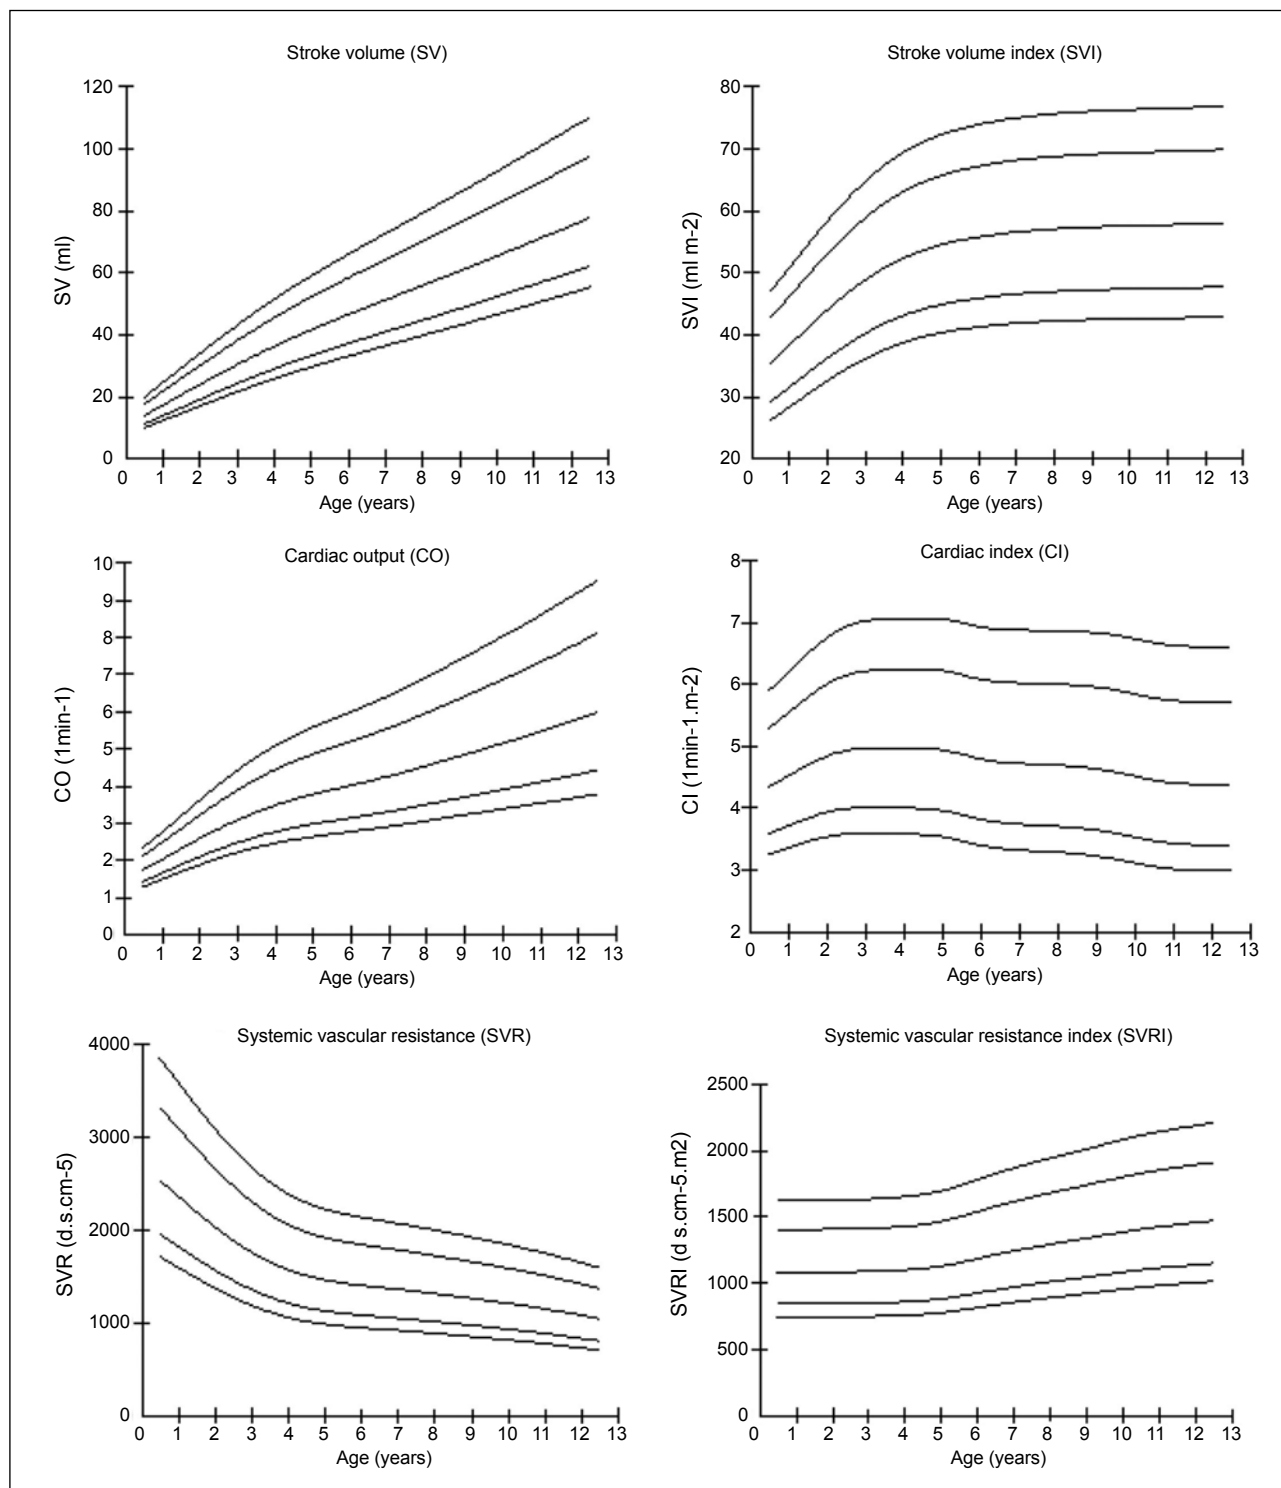 Stroke volume (SV)
120
100
80
60
40
20
0
SV (ml)
0 1 2 3 4 5 6 7 8 9 10 11 12 13
Age (years)
Stroke volume index (SVI)
80
70
60
50
40
30
20
SVI (ml m-2)
0 1 2 3 4 5 6 7 8 9 10 11 12 13
Age (years)
Cardiac output (CO)
10
9
8
7
6
5
4
3
2
1
0
CO (1min-1)
0 1 2 3 4 5 6 7 8 9 10 11 12 13
Age (years)
Cardiac index (CI)
8
7
6
5
4
3
2
CI (1min-1.m-2)
0 1 2 3 4 5 6 7 8 9 10 11 12 13
Age (years)
Systemic vascular resistance (SVR)
4000
3000
2000
1000
0
SVR (d.s.cm-5)
0 1 2 3 4 5 6 7 8 9 10 11 12 13
Age (years)
Systemic vascular resistance index (SVRI)
2500
2000
1500
1000
500
0
SVRI (d s.cm-5.m2)
0 1 2 3 4 5 6 7 8 9 10 11 12 13
Age (years)